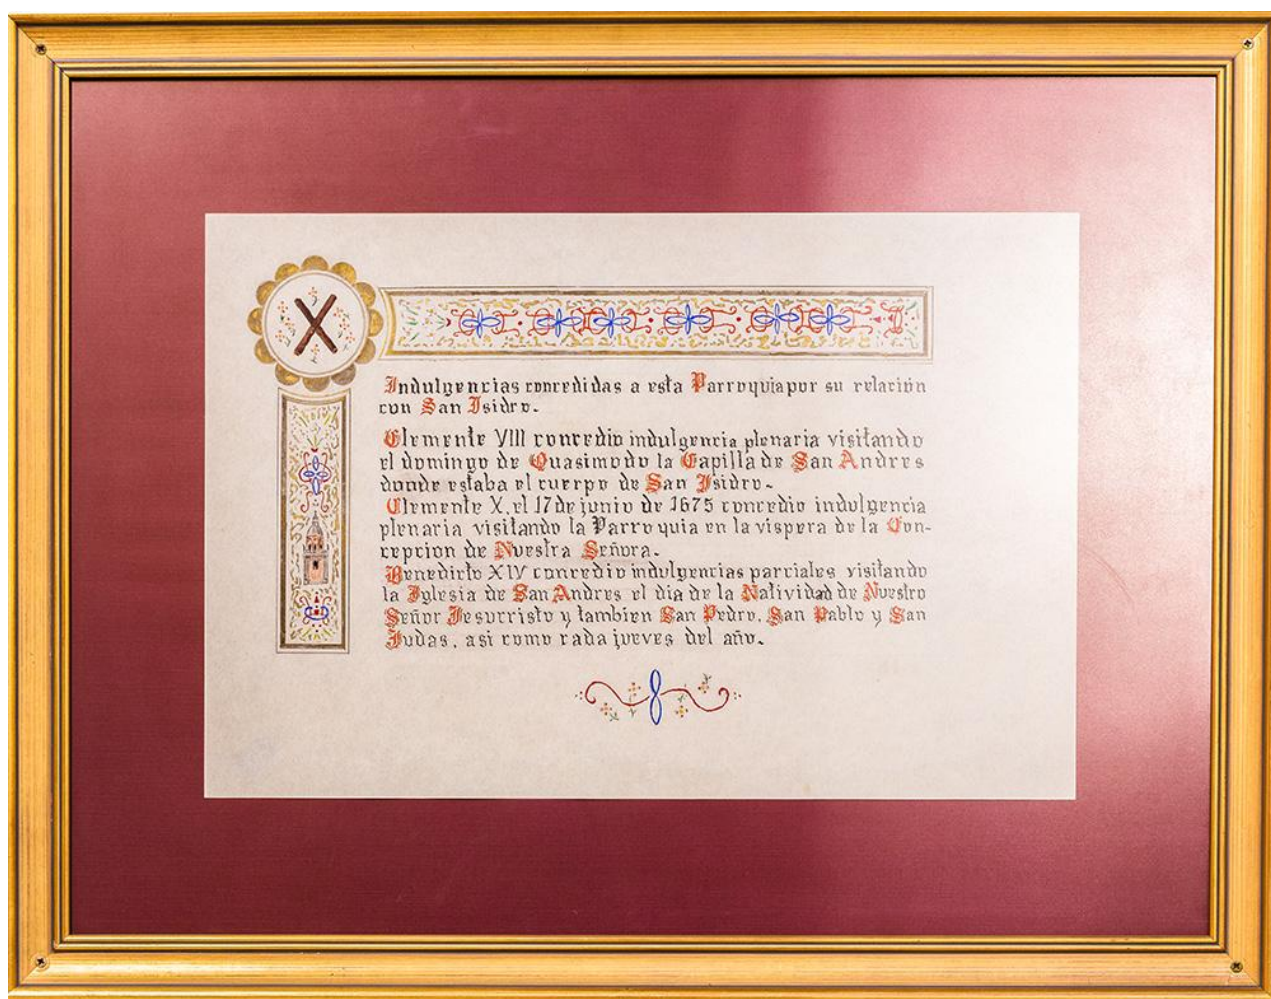 Indulgencias concedidas a esta Parroquia por su relación
con San Isidro.
Clemente VIII concedio indulgencia plenaria visitando
el domingo de Quasimodo la Capilla de San Andres
donde estaba el cuerpo de San Isidro.
Clemente X, el 17 de junio de 1675 concedio indulgencia
plenaria visitando la Parroquia en la vispera de la Con-
cepcion de Nuestra Señora.
Benedicto XIV concedio indulgencias parciales visitando
la Iglesia de San Andres el dia de la Natividad de Nuestro
Señor Jesucristo y tambien San Pedro, San Pablo y San
Judas, asi como cada jueves del año.